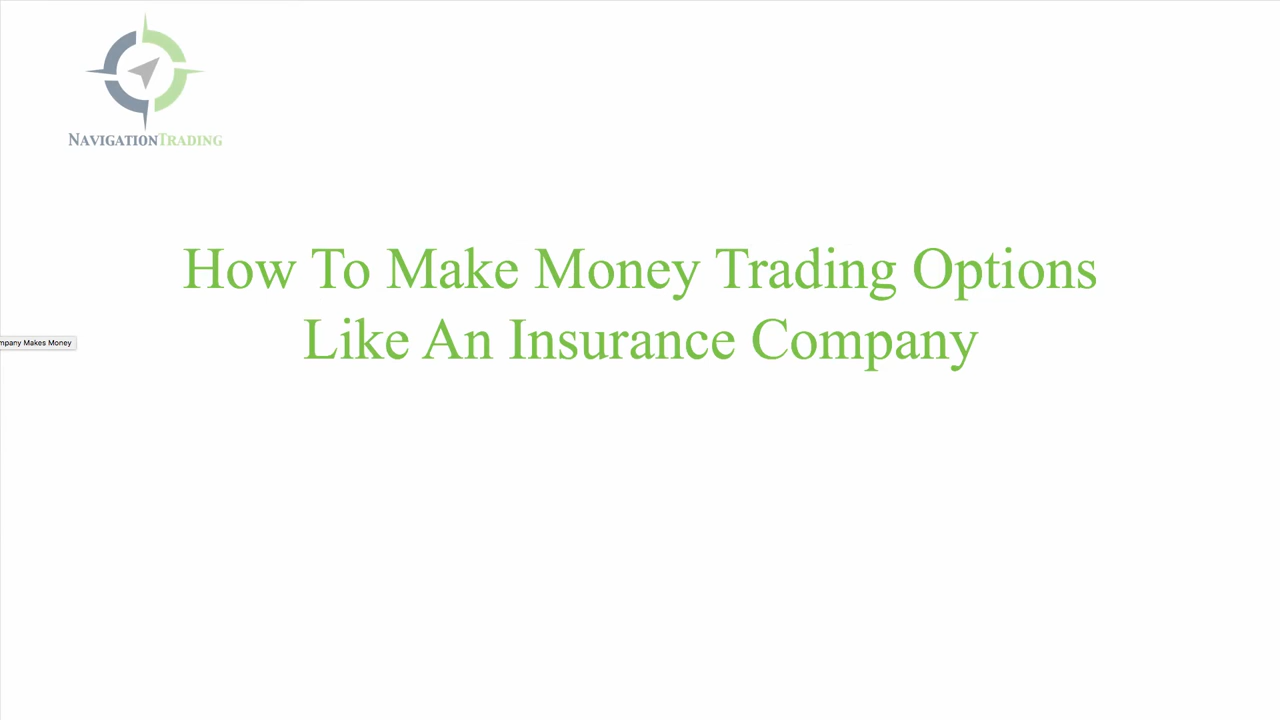 NAVIGATIONTRADING
How To Make Money Trading Options
Like An Insurance Company
mpany Makes Money